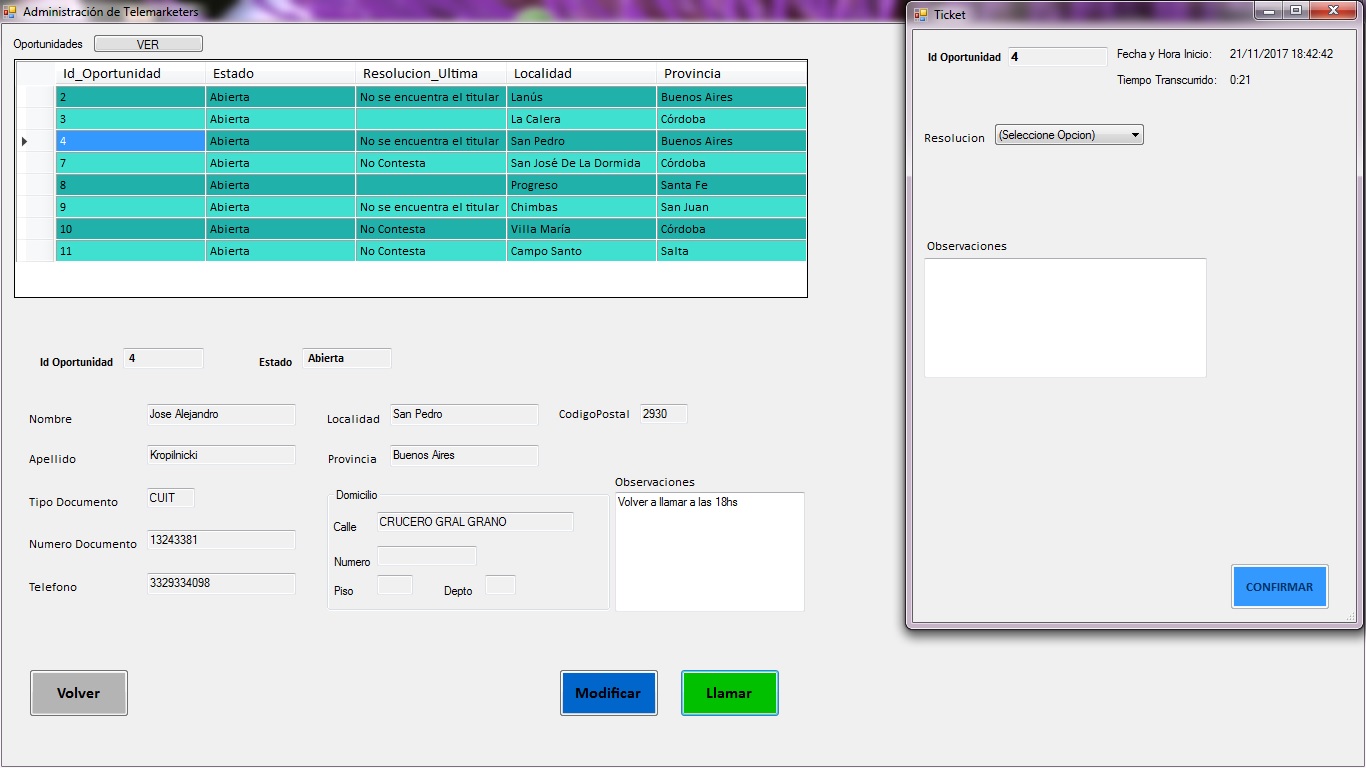 Administración de Telemarketers
Oportunidades VER
Id_Oportunidad Estado Resolucion_Ultima Localidad Provincia
2 Abierta No se encuentra el titular Lanús Buenos Aires
3 Abierta La Calera Córdoba
4 Abierta No se encuentra el titular San Pedro Buenos Aires
7 Abierta No Contesta San José De La Dormida Córdoba
8 Abierta Progreso Santa Fe
9 Abierta No se encuentra el titular Chimbas San Juan
10 Abierta No Contesta Villa María Córdoba
11 Abierta No Contesta Campo Santo Salta
Id Oportunidad 4 Estado Abierta
Nombre Jose Alejandro Localidad San Pedro CodigoPostal 2930
Apellido Kropilnicki Provincia Buenos Aires
Tipo Documento CUIT
Numero Documento 13243381
Telefono 3329334098
Domicilio
Calle CRUCERO GRAL GRANO
Numero
Piso Depto
Observaciones
Volver a llamar a las 18hs
Volver Modificar Llamar
Ticket
Id Oportunidad 4 Fecha y Hora Inicio: 21/11/2017 18:42:42
Tiempo Transcurrido: 0:21
Resolucion (Seleccione Opcion)
Observaciones
CONFIRMAR